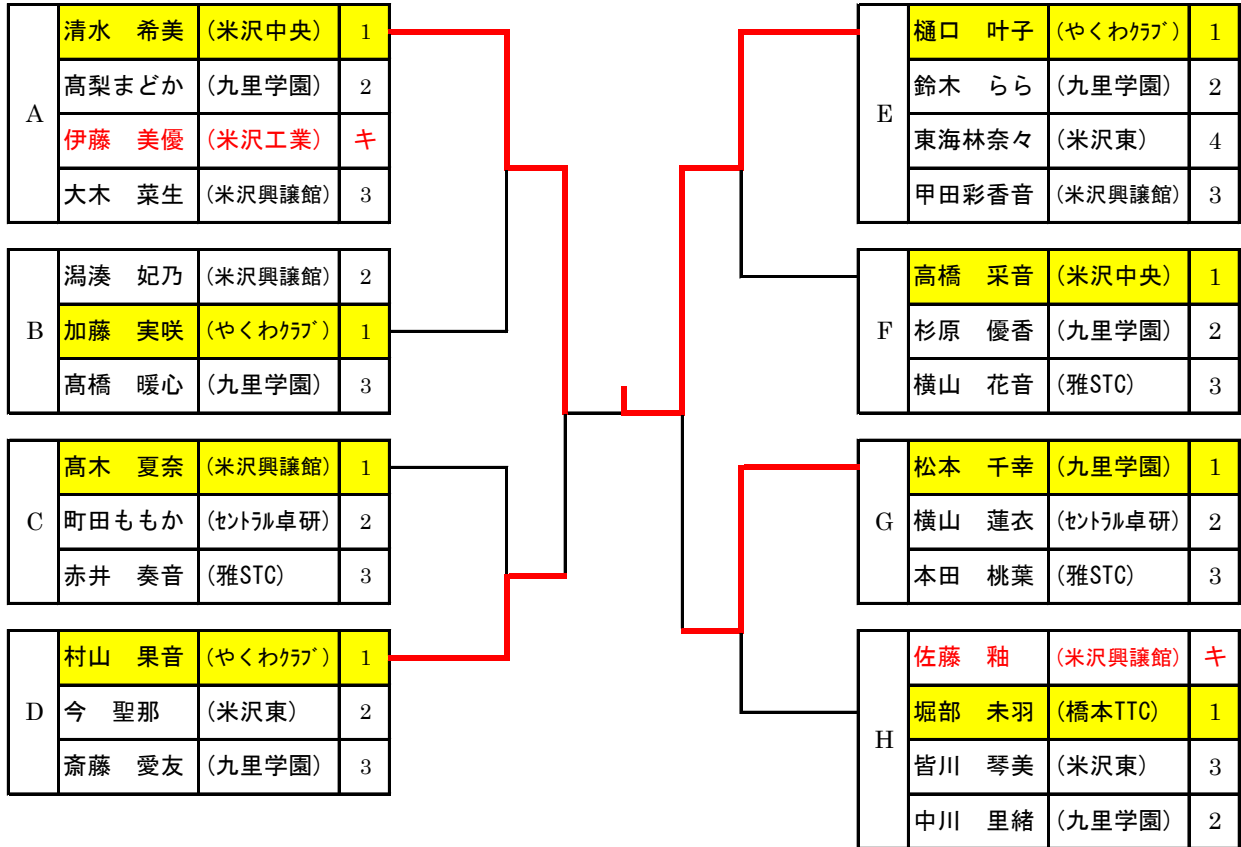 A
清水　希美 (米沢中央) 1
髙梨まどか (九里学園) 2
伊藤　美優 (米沢工業) キ
大木　菜生 (米沢興譲館) 3
B
潟湊　妃乃 (米沢興譲館) 2
加藤　実咲 (やくわｸﾗﾌﾞ) 1
髙橋　暖心 (九里学園) 3
C
髙木　夏奈 (米沢興譲館) 1
町田ももか (ｾﾝﾄﾗﾙ卓研) 2
赤井　奏音 (雅STC) 3
D
村山　果音 (やくわｸﾗﾌﾞ) 1
今　聖那 (米沢東) 2
斎藤　愛友 (九里学園) 3
E
樋口　叶子 (やくわｸﾗﾌﾞ) 1
鈴木　らら (九里学園) 2
東海林奈々 (米沢東) 4
甲田彩香音 (米沢興譲館) 3
F
高橋　采音 (米沢中央) 1
杉原　優香 (九里学園) 2
横山　花音 (雅STC) 3
G
松本　千幸 (九里学園) 1
横山　蓮衣 (ｾﾝﾄﾗﾙ卓研) 2
本田　桃葉 (雅STC) 3
H
佐藤　釉 (米沢興譲館) キ
堀部　未羽 (橋本TTC) 1
皆川　琴美 (米沢東) 3
中川　里緒 (九里学園) 2